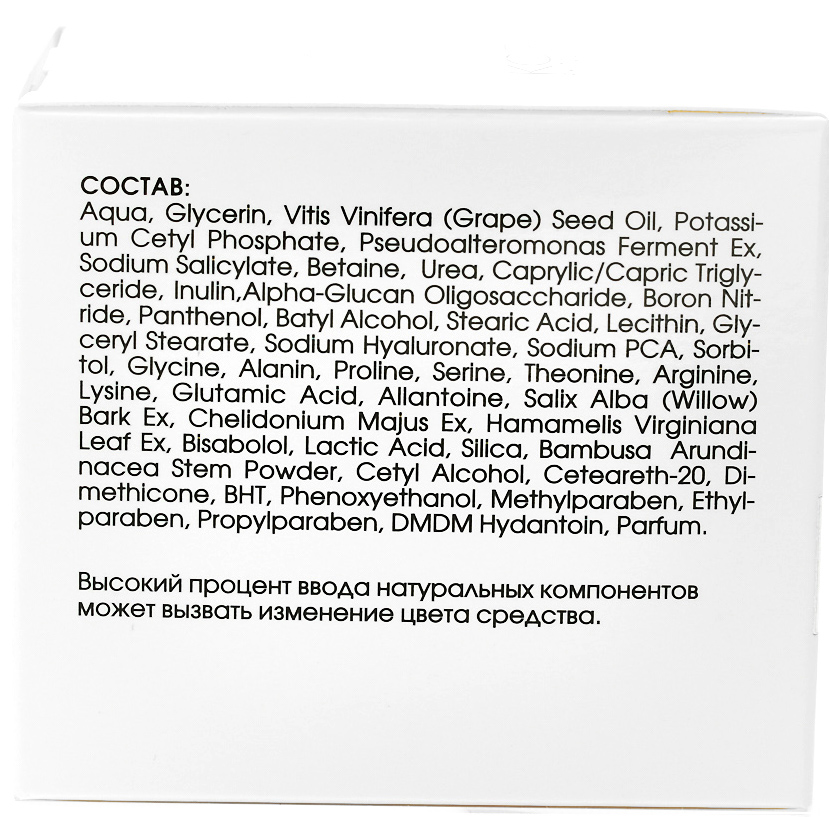 СОСТАВ:
Aqua, Glycerin, Vitis Vinifera (Grape) Seed Oil, Potassi-
um Cetyl Phosphate, Pseudoalteromonas Ferment Ex,
Sodium Salicylate, Betaine, Urea, Caprylic/Capric Trigly-
ceride, Inulin,Alpha-Glucan Oligosaccharide, Boron Nit-
ride, Panthenol, Batyl Alcohol, Stearic Acid, Lecithin, Gly-
ceryl Stearate, Sodium Hyaluronate, Sodium PCA, Sorbi-
tol, Glycine, Alanin, Proline, Serine, Theonine, Arginine,
Lysine, Glutamic Acid, Allantoine, Salix Alba (Willow)
Bark Ex, Chelidonium Majus Ex, Hamamelis Virginiana
Leaf Ex, Bisabolol, Lactic Acid, Silica, Bambusa Arundi-
nacea Stem Powder, Cetyl Alcohol, Ceteareth-20, Di-
methicone, BHT, Phenoxyethanol, Methylparaben, Ethyl-
paraben, Propylparaben, DMDM Hydantoin, Parfum.
Высокий процент ввода натуральных компонентов
может вызвать изменение цвета средства.